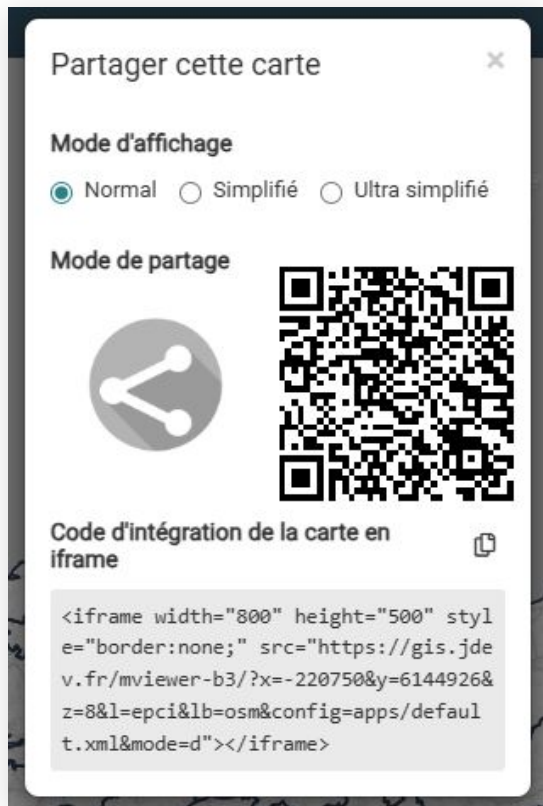 Partager cette carte ×
Mode d'affichage
Normal Simplifié Ultra simplifié
Mode de partage
Code d'intégration de la carte en
iframe
<iframe width="800" height="500" styl
e="border:none;" src="https://gis.jde
v.fr/mviewer-b3/?x=-220750&y=6144926&
z=8&l=epci&lb=osm&config=apps/defaul
t.xml&mode=d"></iframe>